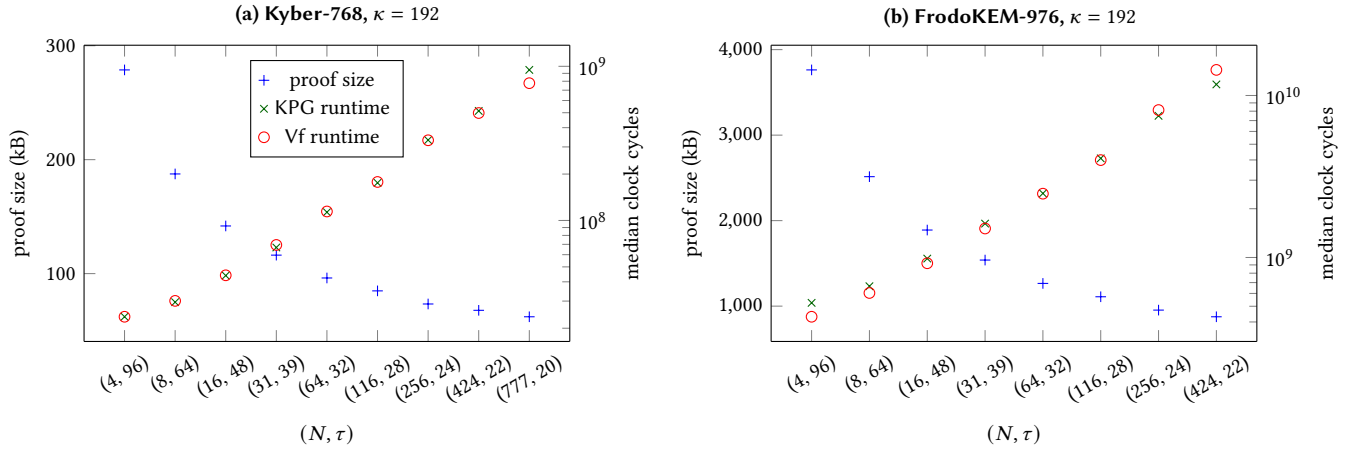 (a) Kyber-768, κ = 192
300
200
100
proof size (kB)
proof size
KPG runtime
Vf runtime
10^9
10^8
median clock cycles
(4, 96) (8, 64) (16, 48) (31, 39) (64, 32) (116, 28) (256, 24) (424, 22) (777, 20)
(N, τ)
(b) FrodoKEM-976, κ = 192
4,000
3,000
2,000
1,000
proof size (kB)
10^10
10^9
median clock cycles
(4, 96) (8, 64) (16, 48) (31, 39) (64, 32) (116, 28) (256, 24) (424, 22)
(N, τ)